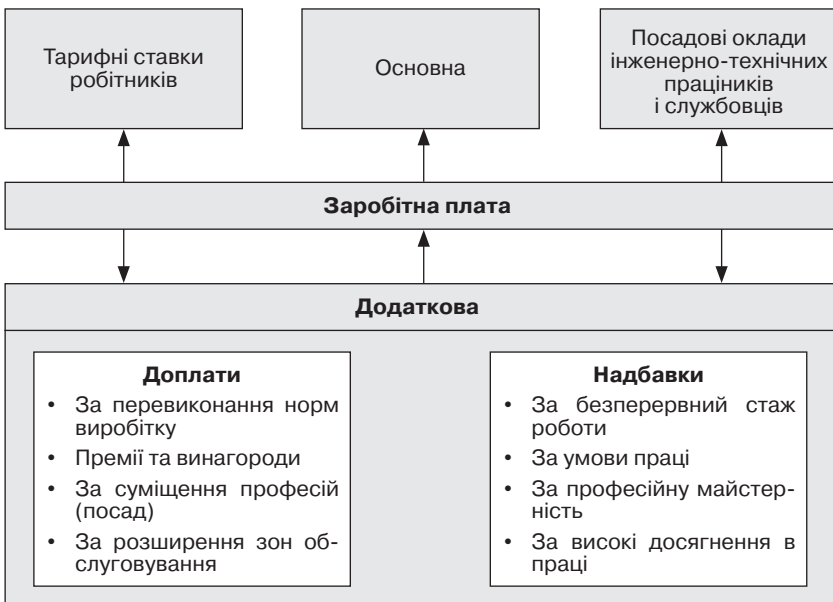 Тарифні ставки
робітників
Основна
Посадові оклади
інженерно-технічних
праціників
і службовців
Заробітна плата
Додаткова
Доплати
• За перевиконання норм
виробітку
• Премії та винагороди
• За суміщення професій
(посад)
• За розширення зон об-
слуговування
Надбавки
• За безперервний стаж
роботи
• За умови праці
• За професійну майстер-
ність
• За високі досягнення в
праці